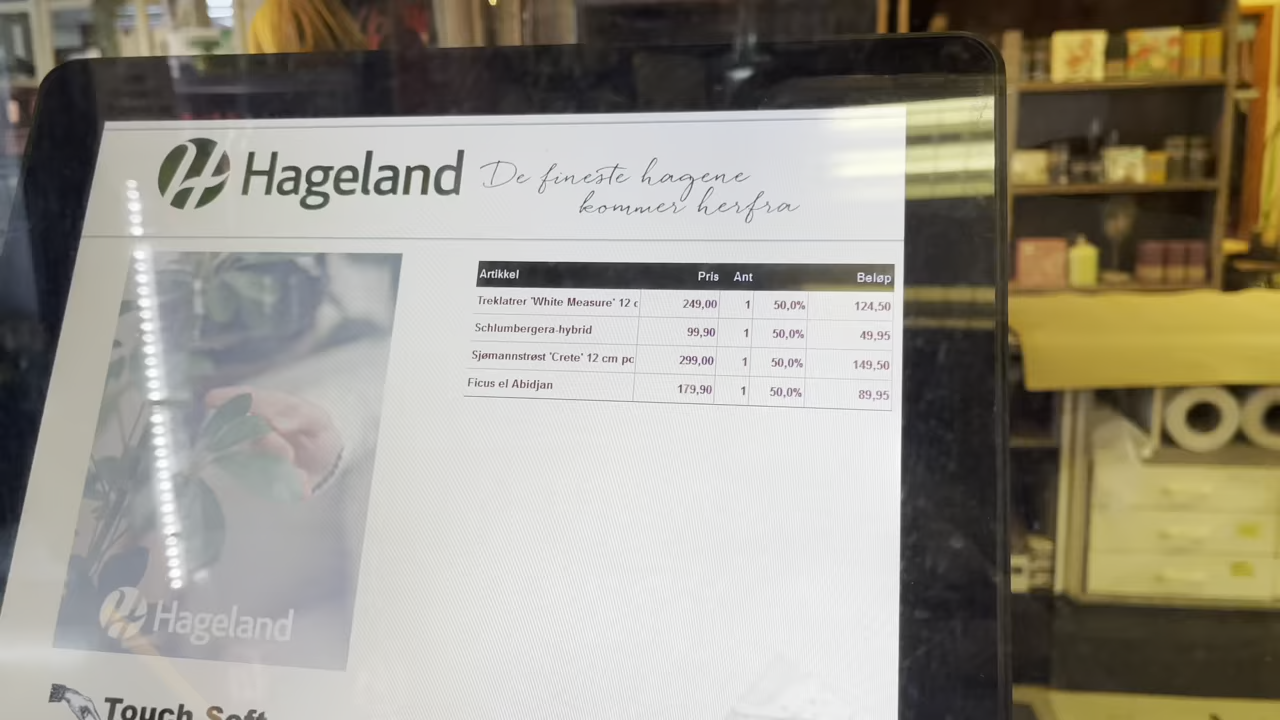 Hageland
De fineste hagene
kommer herfra
Artikkel Pris Ant Beløp
Treklatrer 'White Measure' 12 c 249,00 1 50,0% 124,50
Schlumbergera-hybrid 99,90 1 50,0% 49,95
Sjømannstrøst 'Crete' 12 cm pc 299,00 1 50,0% 149,50
Ficus el Abidjan 179,90 1 50,0% 89,95
Hageland
Touch Soft